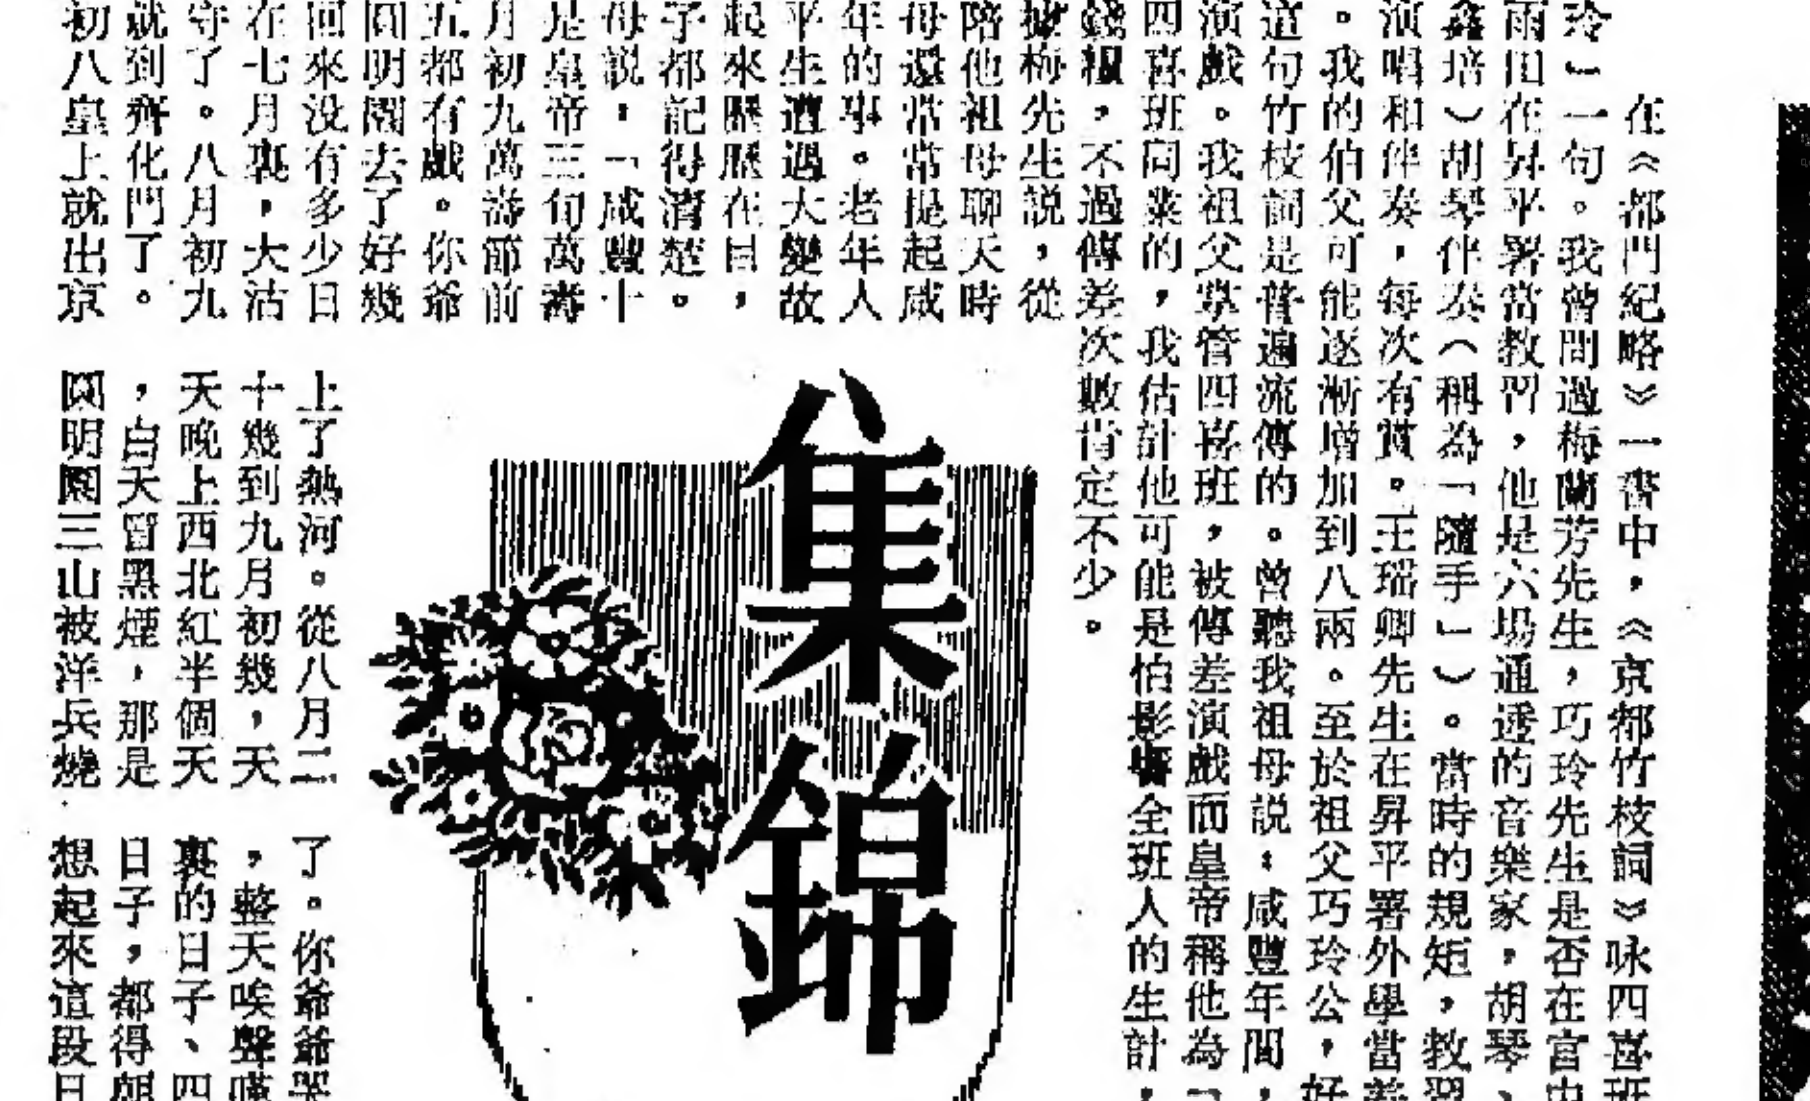 在《都門紀略》一書中，《京都竹枝詞》咏四喜班
玲」一句。我曾問過梅蘭芳先生，巧玲先生是否在宮中
雨田在昇平署當教習，他是六場通透的音樂家，胡琴、
鑫培）胡琴伴奏（稱為「隨手」）。當時的規矩，教習
演唱和伴奏，每次有賞。王瑶卿先生在昇平署外學當差
。我的伯父可能逐漸增加到八兩。至於祖父巧玲公，好
這句竹枝詞是普遍流傳的。曾聽我祖母説：咸豐年間，
演戲。我祖父掌管四喜班，被傳差演戲而皇帝稱他為「
四喜班同業的，我估計他可能是怕影響全班人的生計，
錢糧，不過傳差次數肯定不少。
據梅先生説，從
陪他祖母聊天時
母還常常提起咸
年的事。老年人
平生遭遇大變故
起來歷歷在目，
子都記得清楚。
母説：「咸豐十
是皇帝三旬萬壽
月初九萬壽節前
五都有戲。你爺
圓明園去了好幾
回來没有多少日
在七月裏，大沽
守了。八月初九
就到齊化門了。
初八皇上就出京
集錦
上了熱河。從八月二
十幾到九月初幾，天
天晚上西北紅半個天
，白天冒黑煙，那是
圓明園三山被洋兵燒
了。你爺爺哭
，整天唉聲嘆
裏的日子、四
日子，都得
想起來這段日